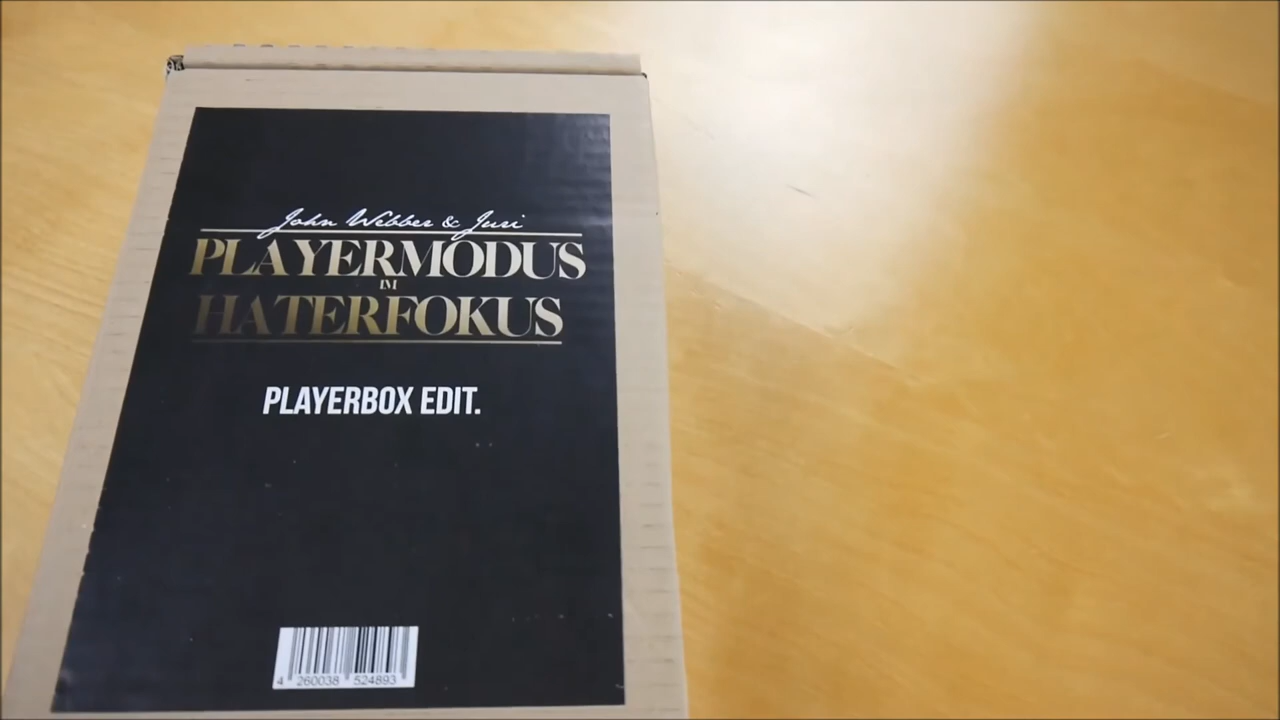 John Webber & Juri
PLAYERMODUS
IM
HATERFOKUS
PLAYERBOX EDIT.
4 260038 524893